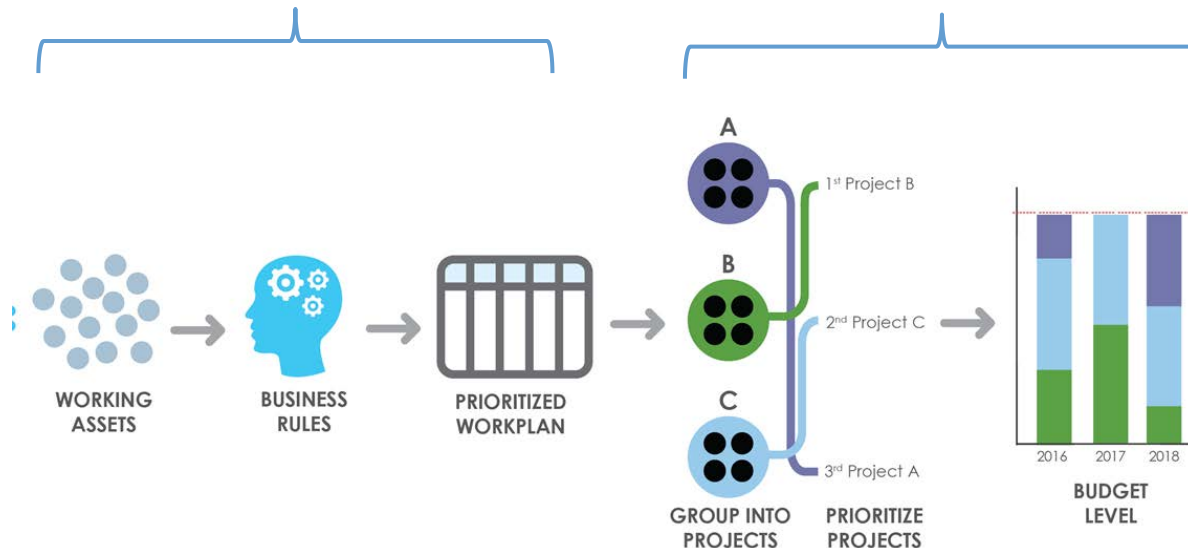 WORKING
ASSETS
BUSINESS
RULES
PRIORITIZED
WORKPLAN
A
B
C
GROUP INTO
PROJECTS
1st Project B
2nd Project C
3rd Project A
PRIORITIZE
PROJECTS
2016 2017 2018
BUDGET
LEVEL